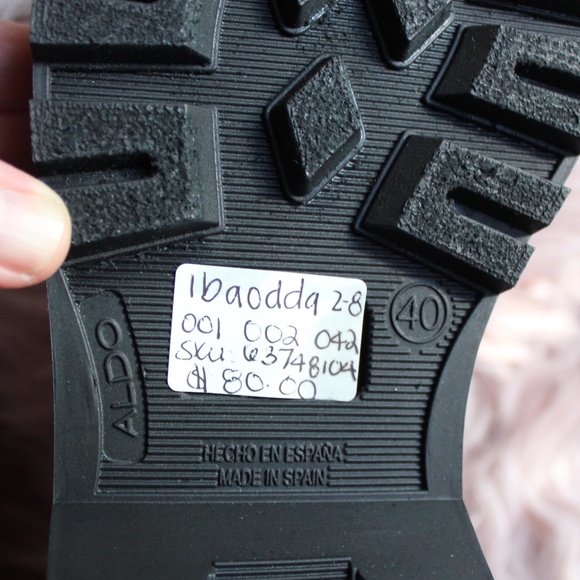 Ibaodda 2-8
001 002 042
SKU: 63748104
$ 80.00
40
ALDO
HECHO EN ESPAÑA
MADE IN SPAIN